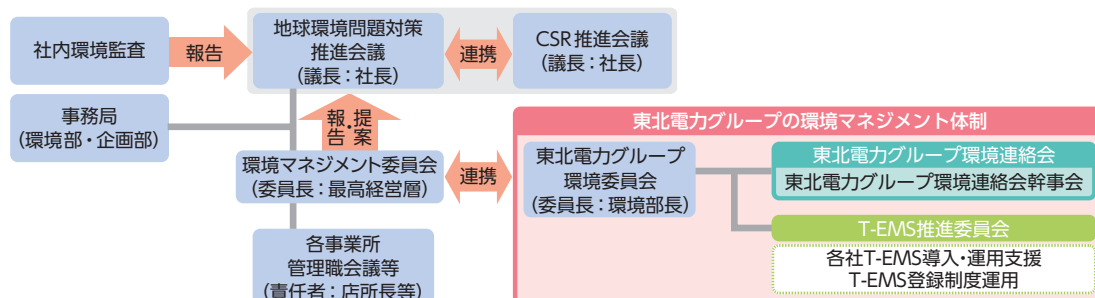 社内環境監査
報告
地球環境問題対策
推進会議
(議長：社長)
連携
CSR推進会議
(議長：社長)
事務局
(環境部・企画部)
報告・提案
環境マネジメント委員会
(委員長：最高経営層)
連携
各事業所
管理職会議等
(責任者：店所長等)
東北電力グループの環境マネジメント体制
東北電力グループ
環境委員会
(委員長：環境部長)
東北電力グループ環境連絡会
東北電力グループ環境連絡会幹事会
T-EMS推進委員会
各社T-EMS導入・運用支援
T-EMS登録制度運用